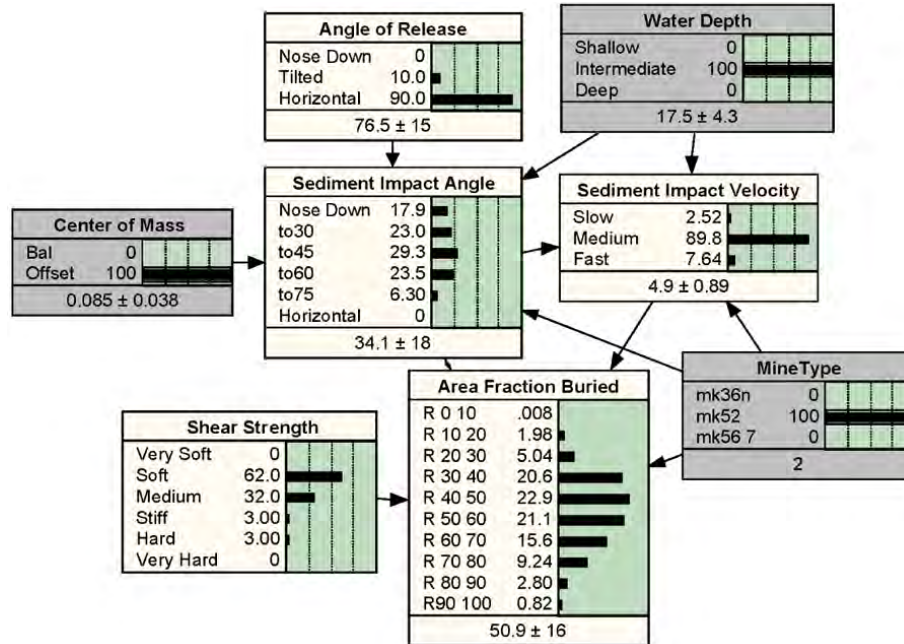 Angle of Release
Nose Down 0
Tilted 10.0
Horizontal 90.0
76.5 ± 15
Water Depth
Shallow 0
Intermediate 100
Deep 0
17.5 ± 4.3
Sediment Impact Angle
Nose Down 17.9
to30 23.0
to45 29.3
to60 23.5
to75 6.30
Horizontal 0
34.1 ± 18
Sediment Impact Velocity
Slow 2.52
Medium 89.8
Fast 7.64
4.9 ± 0.89
Center of Mass
Bal 0
Offset 100
0.085 ± 0.038
MineType
mk36n 0
mk52 100
mk56 7 0
2
Area Fraction Buried
R 0 10 .008
R 10 20 1.98
R 20 30 5.04
R 30 40 20.6
R 40 50 22.9
R 50 60 21.1
R 60 70 15.6
R 70 80 9.24
R 80 90 2.80
R90 100 0.82
50.9 ± 16
Shear Strength
Very Soft 0
Soft 62.0
Medium 32.0
Stiff 3.00
Hard 3.00
Very Hard 0